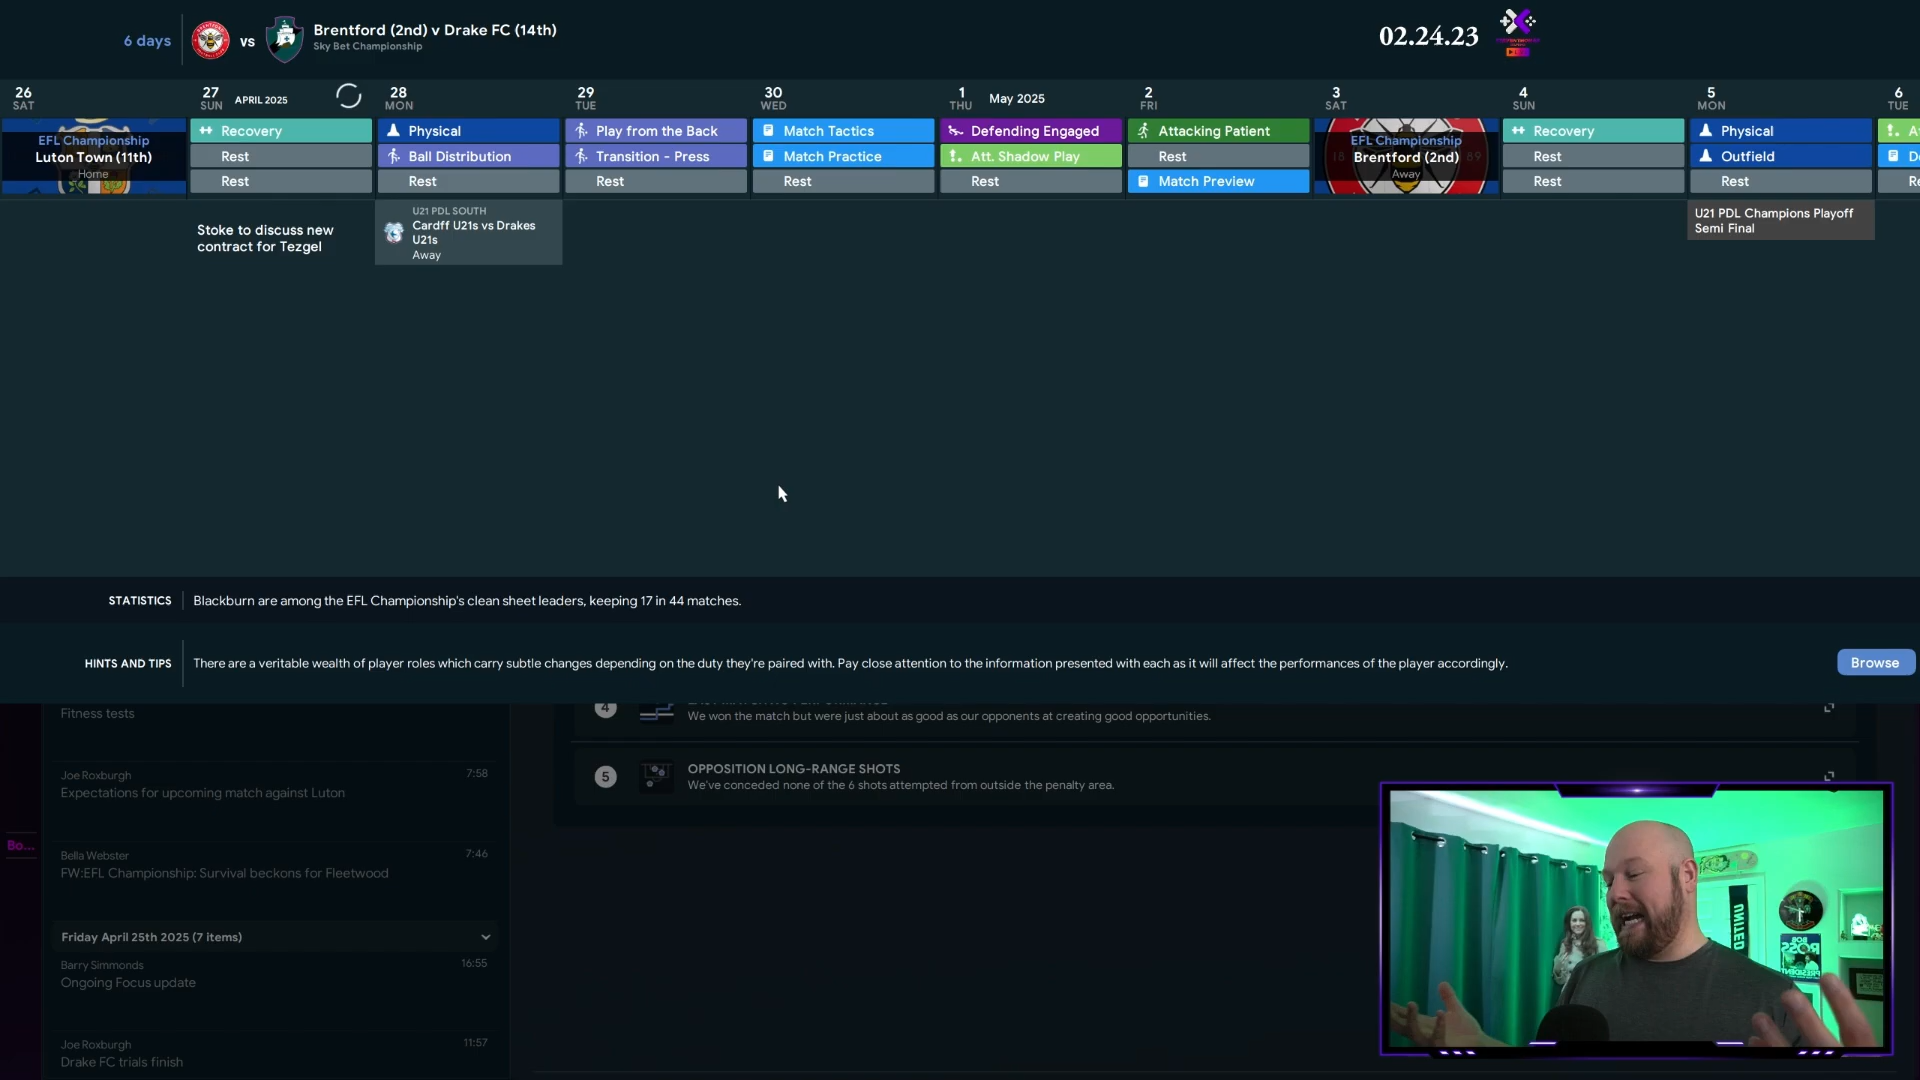 6 days
vs
Brentford (2nd) v Drake FC (14th)
Sky Bet Championship
02.24.23
26
SAT
27
SUN
APRIL 2025
28
MON
29
TUE
30
WED
1
THU
May 2025
2
FRI
3
SAT
4
SUN
5
MON
6
TUE
EFL Championship
Luton Town (11th)
Home
Recovery
Rest
Rest
Physical
Ball Distribution
Rest
Play from the Back
Transition - Press
Rest
Match Tactics
Match Practice
Rest
Defending Engaged
Att. Shadow Play
Rest
Attacking Patient
Rest
Match Preview
EFL Championship
Brentford (2nd)
Away
Recovery
Rest
Rest
Physical
Outfield
Rest
Stoke to discuss new
contract for Tezgel
U21 PDL SOUTH
Cardff U21s vs Drakes
U21s
Away
U21 PDL Champions Playoff
Semi Final
STATISTICS
Blackburn are among the EFL Championship's clean sheet leaders, keeping 17 in 44 matches.
HINTS AND TIPS
There are a veritable wealth of player roles which carry subtle changes depending on the duty they're paired with. Pay close attention to the information presented with each as it will affect the performances of the player accordingly.
Browse
Fitness tests
4
We won the match but were just about as good as our opponents at creating good opportunities.
5
OPPOSITION LONG-RANGE SHOTS
We've conceded none of the 6 shots attempted from outside the penalty area.
Joe Roxburgh
7:58
Expectations for upcoming match against Luton
Bo...
Bella Webster
7:46
FW:EFL Championship: Survival beckons for Fleetwood
Friday April 25th 2025 (7 items)
Barry Simmonds
16:55
Ongoing Focus update
Joe Roxburgh
11:57
Drake FC trials finish
UNITED
BOB
ROSS
PRESIDENT